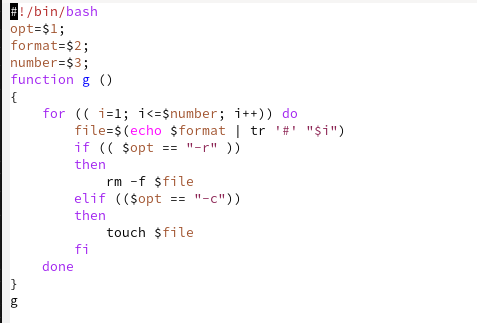 #!/bin/bash
opt=$1;
format=$2;
number=$3;
function g ()
{
    for (( i=1; i<=$number; i++)) do
        file=$(echo $format | tr '#' "$i")
        if (( $opt == "-r" ))
        then
            rm -f $file
        elif (($opt == "-c"))
        then
            touch $file
        fi
    done
}
g